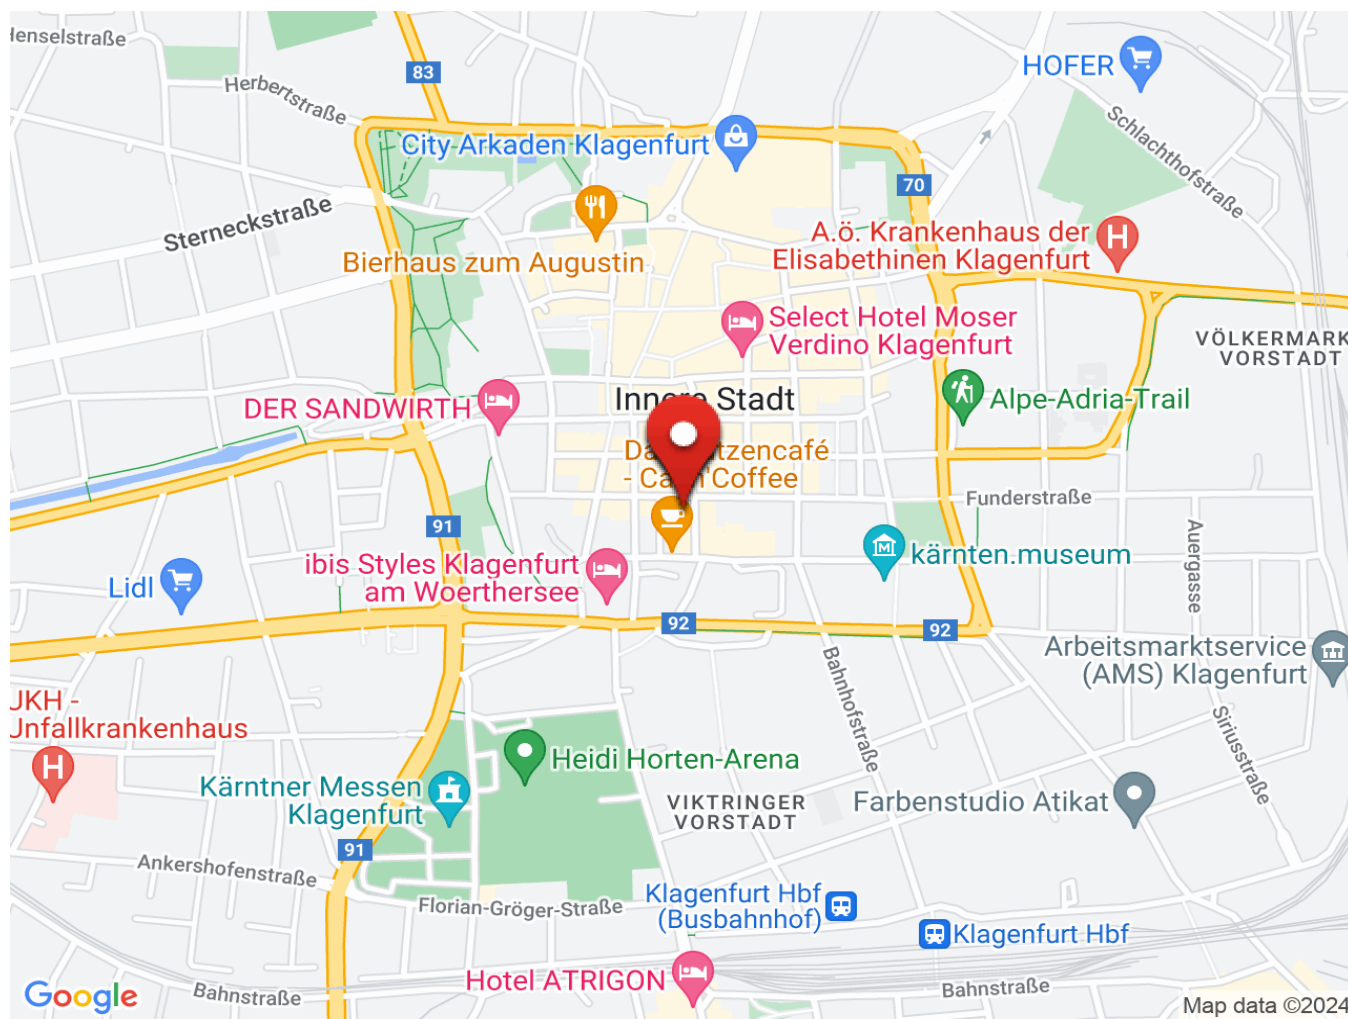 Henselstraße
83
HOFER
Herbertstraße
City Arkaden Klagenfurt
Schlachthofstraße
70
Sterneckstraße
A.ö. Krankenhaus der
Elisabethinen Klagenfurt
Bierhaus zum Augustin
Select Hotel Moser
Verdino Klagenfurt
VÖLKERMARK
VORSTADT
Innere Stadt
DER SANDWIRTH
Alpe-Adria-Trail
- Ca
Coffee
Funderstraße
91
Auergasse
kärnten.museum
ibis Styles Klagenfurt
am Woerthersee
Lidl
92
92
Arbeitsmarktservice
(AMS) Klagenfurt
Bahnhofstraße
UKH -
Unfallkrankenhaus
Siriusstraße
Heidi Horten-Arena
Kärntner Messen
Klagenfurt
VIKTRINGER
VORSTADT
Farbenstudio Atikat
91
Ankershofenstraße
Klagenfurt Hbf
(Busbahnhof)
Florian-Gröger-Straße
Klagenfurt Hbf
Hotel ATRIGON
Google
Bahnstraße
Bahnstraße
Map data ©2024